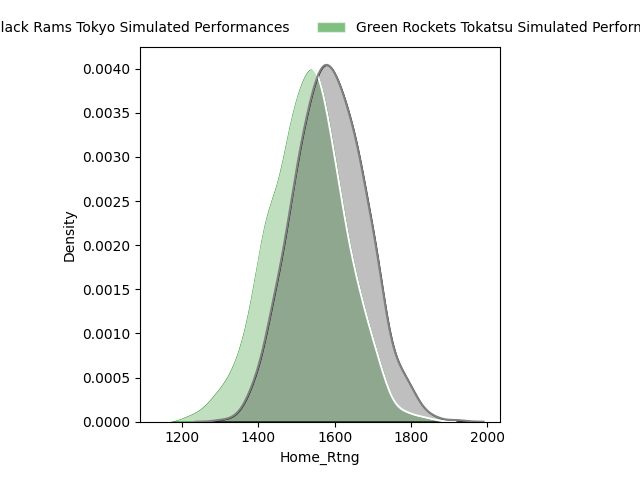 lack Rams Tokyo Simulated Performances
Green Rockets Tokatsu Simulated Perforn
0.0040
0.0035
0.0030
0.0025
0.0020
0.0015
0.0010
0.0005
0.0000
Density
1200 1400 1600 1800 2000
Home_Rtng